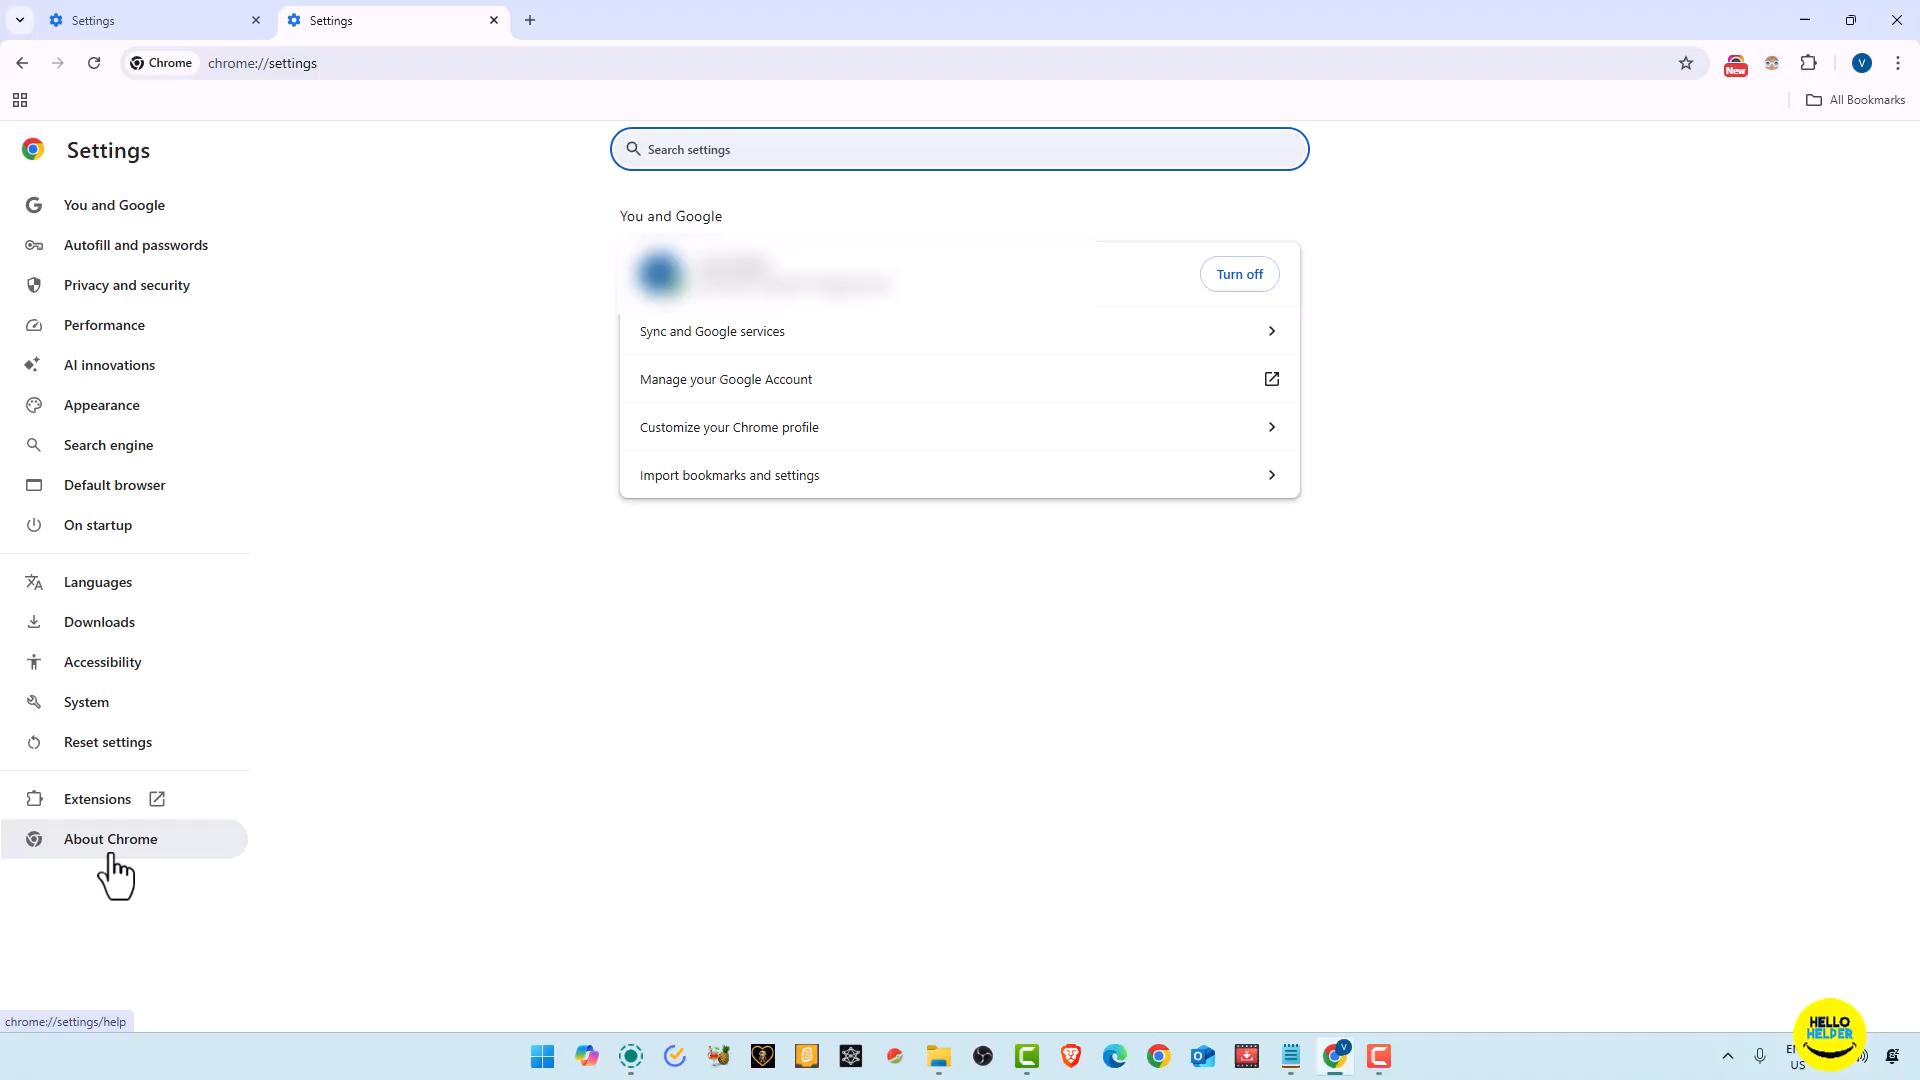 Settings
Settings
Chrome
chrome://settings
New
V
All Bookmarks
Settings
Search settings
You and Google
Autofill and passwords
Privacy and security
Performance
AI innovations
Appearance
Search engine
Default browser
On startup
Languages
Downloads
Accessibility
System
Reset settings
Extensions
About Chrome
You and Google
Turn off
Sync and Google services
Manage your Google Account
Customize your Chrome profile
Import bookmarks and settings
chrome://settings/help
V
US
HELLO
HELPER